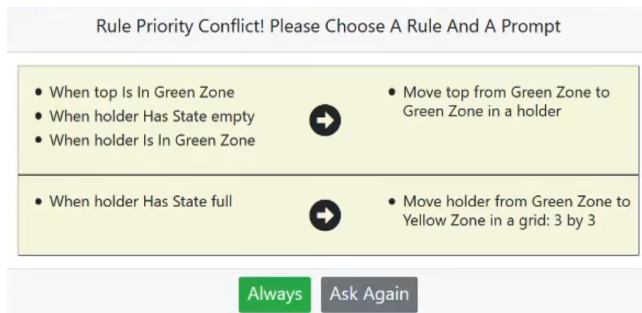 Rule Priority Conflict! Please Choose A Rule And A Prompt
• When top Is In Green Zone
• When holder Has State empty
• When holder Is In Green Zone
• Move top from Green Zone to
Green Zone in a holder
• When holder Has State full
• Move holder from Green Zone to
Yellow Zone in a grid: 3 by 3
Always
Ask Again